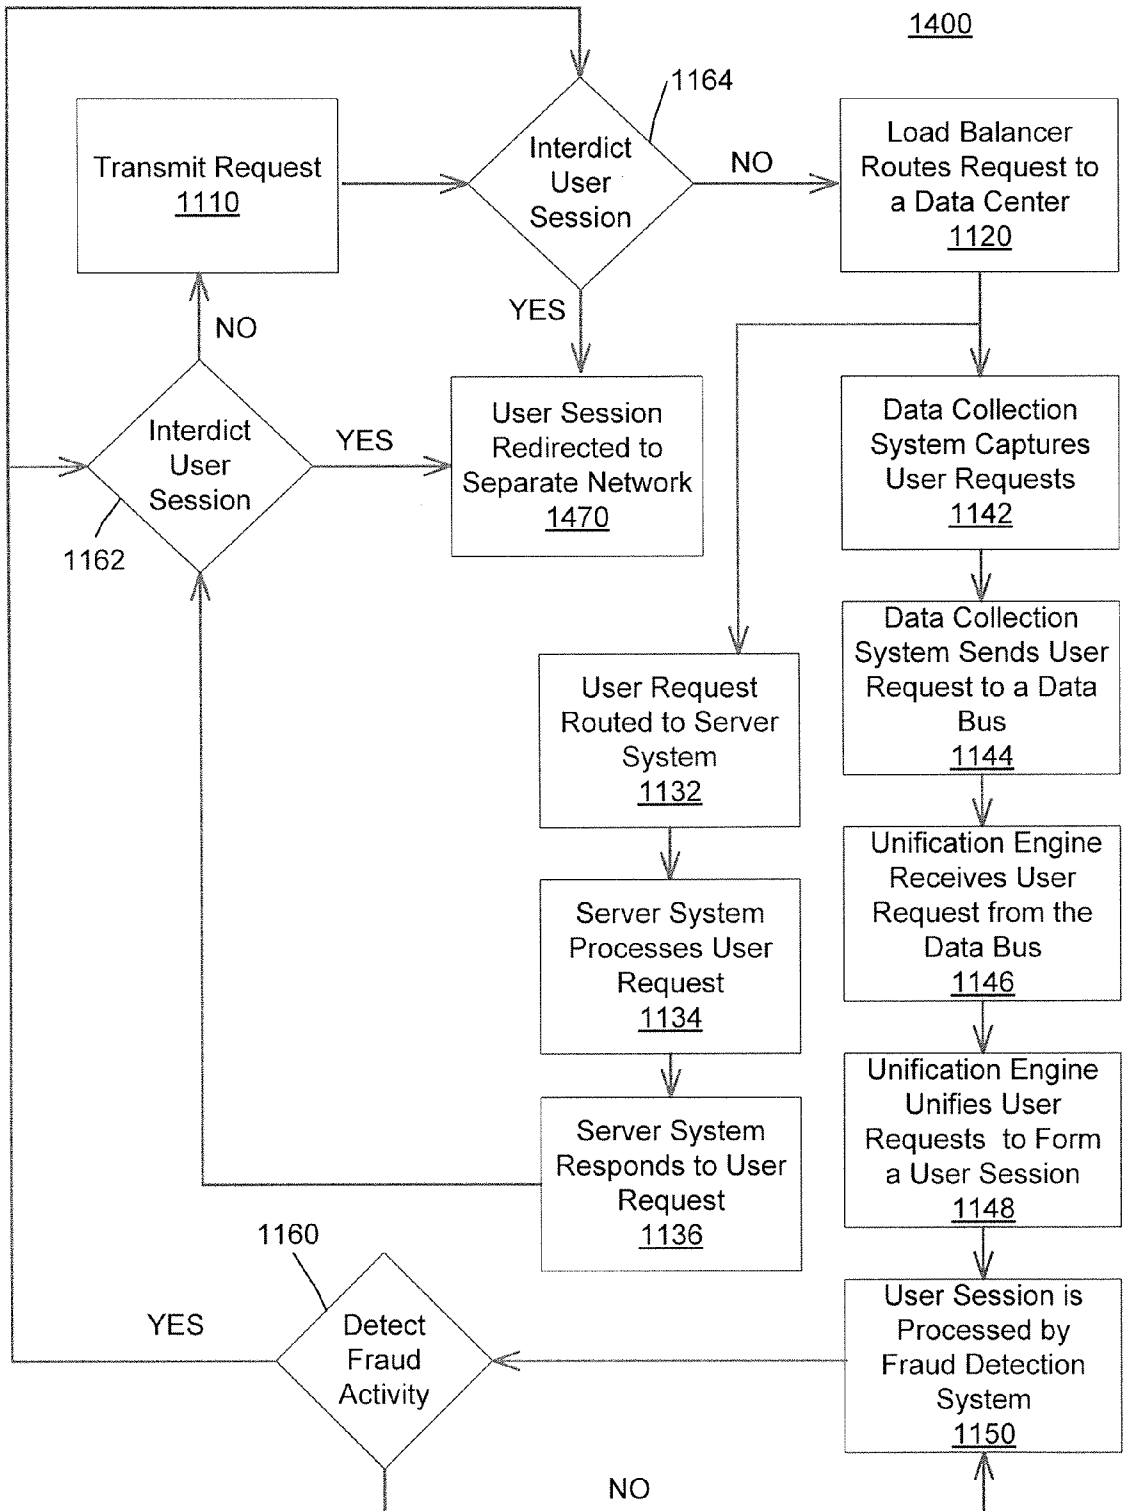 1400
1164
Transmit Request
1110
Interdict
User
Session
NO
Load Balancer
Routes Request to
a Data Center
1120
YES
NO
Interdict
User
Session
1162
YES
User Session
Redirected to
Separate Network
1470
Data Collection
System Captures
User Requests
1142
Data Collection
System Sends User
Request to a Data
Bus
1144
User Request
Routed to Server
System
1132
Unification Engine
Receives User
Request from the
Data Bus
1146
Server System
Processes User
Request
1134
Unification Engine
Unifies User
Requests to Form
a User Session
1148
Server System
Responds to User
Request
1136
1160
YES
Detect
Fraud
Activity
User Session is
Processed by
Fraud Detection
System
1150
NO